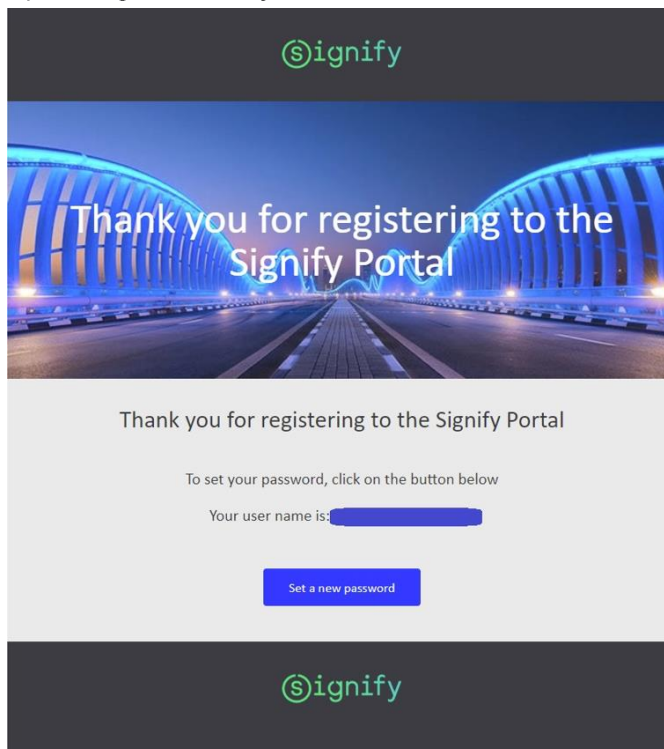 signify
Thank you for registering to the
Signify Portal
Thank you for registering to the Signify Portal
To set your password, click on the button below
Your user name is:
Set a new password
signify